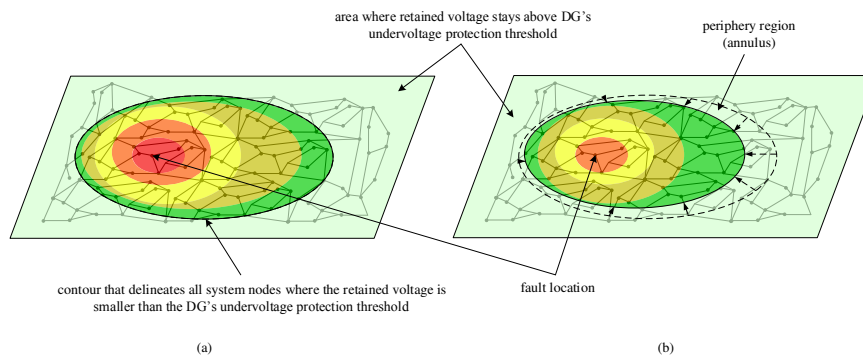 area where retained voltage stays above DG's
undervoltage protection threshold
periphery region
(annulus)
contour that delineates all system nodes where the retained voltage is
smaller than the DG's undervoltage protection threshold
fault location
(a)
(b)